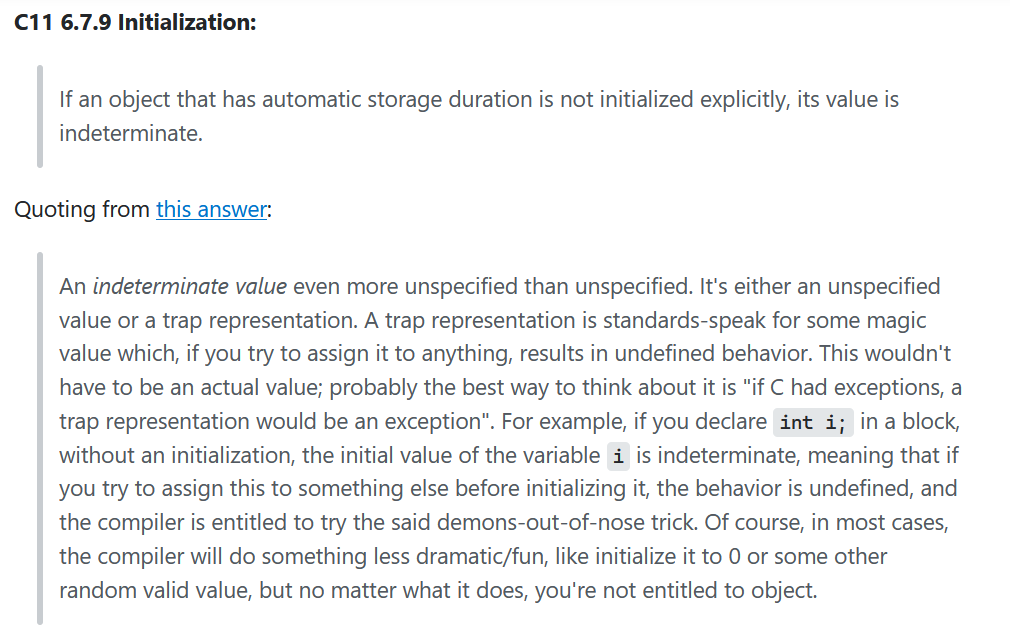 C11 6.7.9 Initialization:
If an object that has automatic storage duration is not initialized explicitly, its value is
indeterminate.
Quoting from this answer:
An indeterminate value even more unspecified than unspecified. It's either an unspecified
value or a trap representation. A trap representation is standards-speak for some magic
value which, if you try to assign it to anything, results in undefined behavior. This wouldn't
have to be an actual value; probably the best way to think about it is "if C had exceptions, a
trap representation would be an exception". For example, if you declare int i; in a block,
without an initialization, the initial value of the variable i is indeterminate, meaning that if
you try to assign this to something else before initializing it, the behavior is undefined, and
the compiler is entitled to try the said demons-out-of-nose trick. Of course, in most cases,
the compiler will do something less dramatic/fun, like initialize it to 0 or some other
random valid value, but no matter what it does, you're not entitled to object.